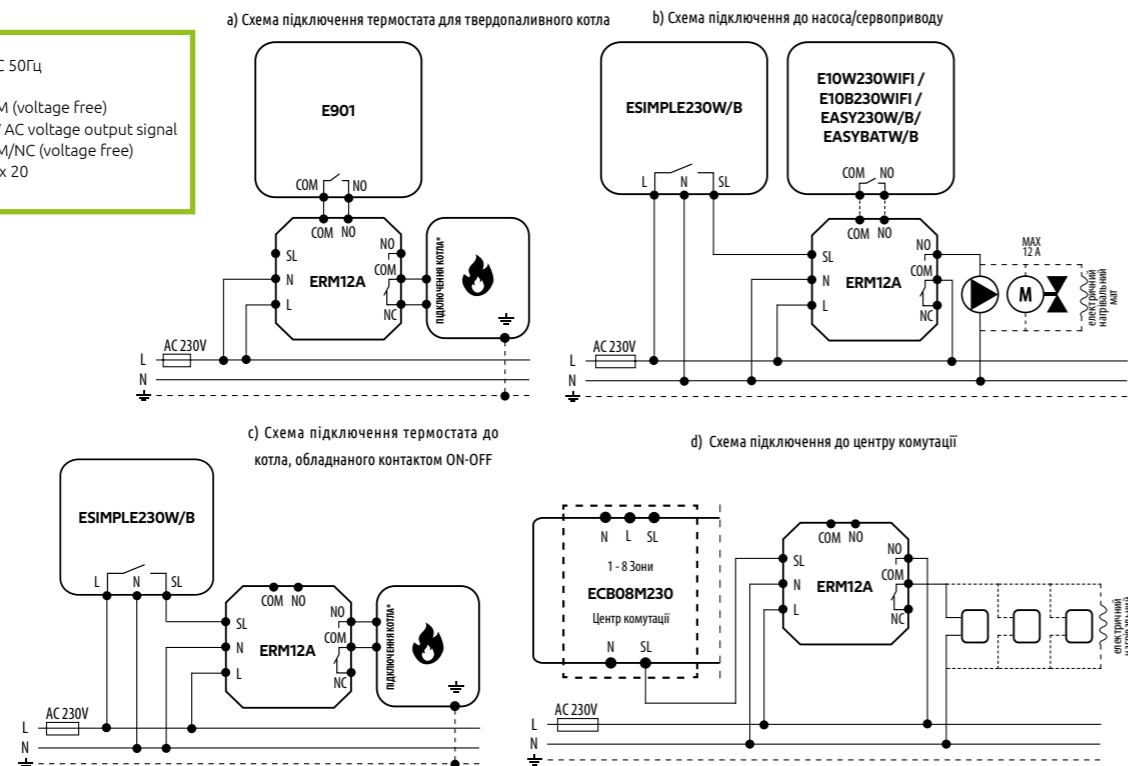 С 50Гц
M (voltage free)
/ AC voltage output signal
M/NC (voltage free)
x 20
a) Схема підключення термостата для твердопаливного котла
E901
COM NO
COM NO
SL
N
L
ERM12A
NO
COM
NC
ПІДКЛЮЧЕННЯ КОТЛА*
AC 230V
L
N
b) Схема підключення до насоса/сервоприводу
ESIMPLE230W/B
L N SL
E10W230WIFI /
E10B230WIFI /
EASY230W/B/
EASYBATW/B
COM NO
COM NO
SL
N
L
ERM12A
NO
COM
NC
MAX
12 A
M
електричний
нагрівальний
мат
AC 230V
L
N
c) Схема підключення термостата до
котла, обладнаного контактом ON-OFF
ESIMPLE230W/B
L N SL
COM NO
SL
N
L
ERM12A
NO
COM
NC
ПІДКЛЮЧЕННЯ КОТЛА*
AC 230V
L
N
d) Схема підключення до центру комутації
N L SL
1 - 8 Зони
ECB08M230
Центр комутації
N SL
COM NO
SL
N
L
ERM12A
NO
COM
NC
електричний
AC 230V
L
N